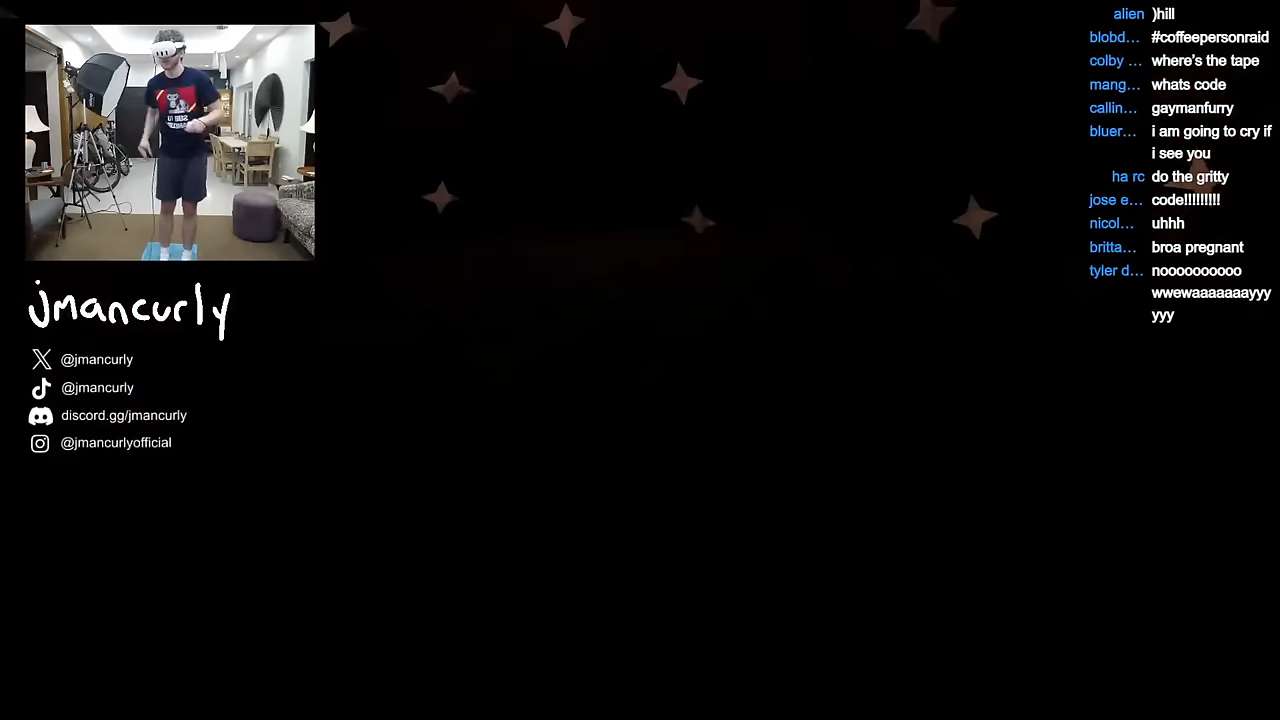 jmancurly
@jmancurly
@jmancurly
discord.gg/jmancurly
@jmancurlyofficial
alien )hill
blobd… #coffeepersonraid
colby … where's the tape
mang… whats code
callin… gaymanfurry
bluer… i am going to cry if
i see you
ha rc do the gritty
jose e… code!!!!!!!!!
nicol… uhhh
britta… broa pregnant
tyler d… noooooooooo
wwewaaaaaaayyy
yyy